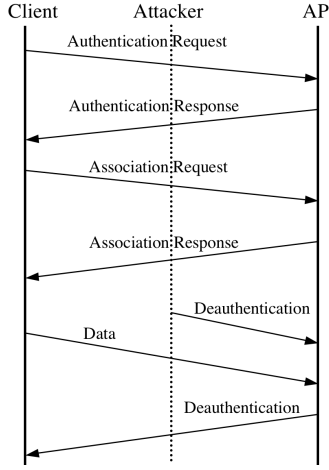 Client Attacker AP
Authentication Request
Authentication Response
Association Request
Association Response
Deauthentication
Data
Deauthentication